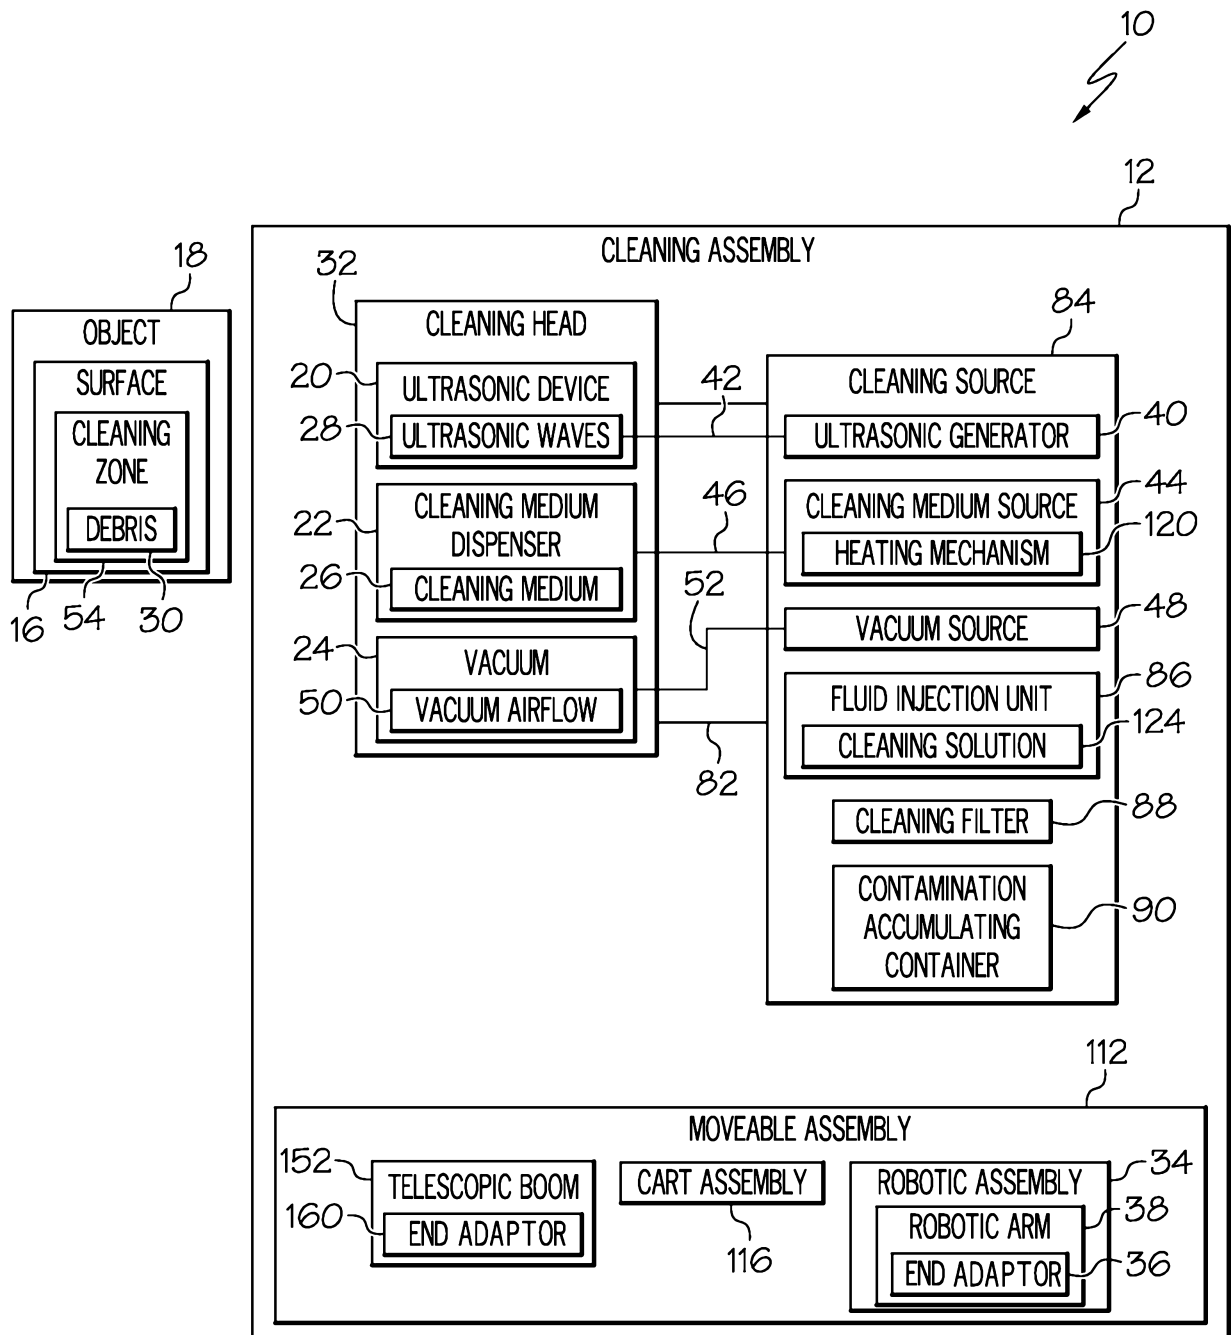 10
12
CLEANING ASSEMBLY
18
OBJECT
SURFACE
CLEANING
ZONE
DEBRIS
16
54
30
32
CLEANING HEAD
20
ULTRASONIC DEVICE
28
ULTRASONIC WAVES
22
CLEANING MEDIUM
DISPENSER
26
CLEANING MEDIUM
24
VACUUM
50
VACUUM AIRFLOW
42
46
52
82
84
CLEANING SOURCE
ULTRASONIC GENERATOR
40
CLEANING MEDIUM SOURCE
44
HEATING MECHANISM
120
VACUUM SOURCE
48
FLUID INJECTION UNIT
86
CLEANING SOLUTION
124
CLEANING FILTER
88
CONTAMINATION
ACCUMULATING
CONTAINER
90
112
MOVEABLE ASSEMBLY
152
TELESCOPIC BOOM
160
END ADAPTOR
CART ASSEMBLY
116
ROBOTIC ASSEMBLY
34
ROBOTIC ARM
38
END ADAPTOR
36